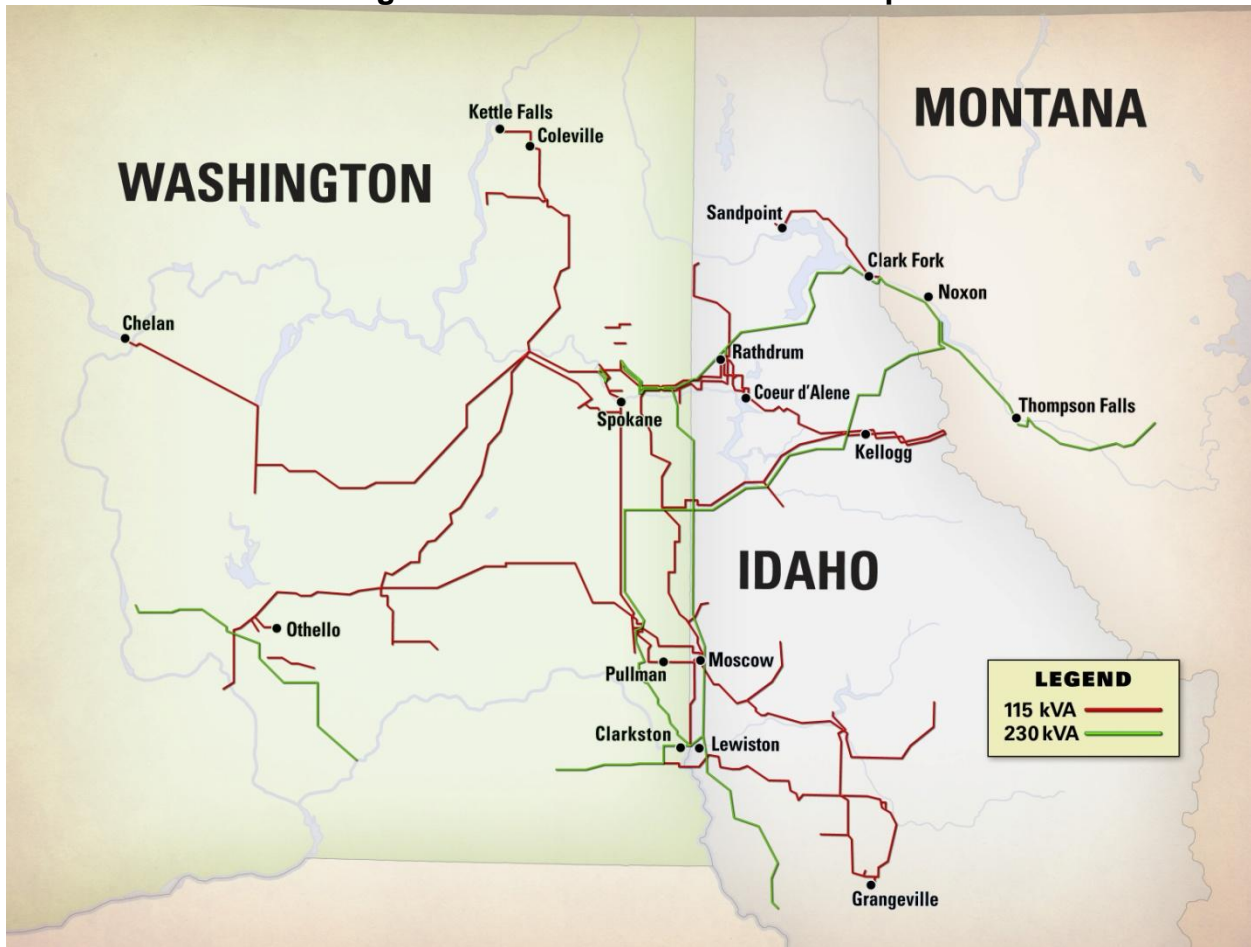 MONTANA
Kettle Falls
Coleville
WASHINGTON
Sandpoint
Clark Fork
Noxon
Chelan
Rathdrum
Coeur d'Alene
Spokane
Thompson Falls
Kellogg
IDAHO
Othello
Pullman
Moscow
LEGEND
115 kVA
230 kVA
Clarkston
Lewiston
Grangeville